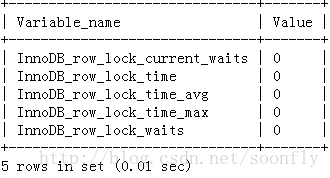 +-------------------------------+-------+
| Variable_name | Value |
+-------------------------------+-------+
| InnoDB_row_lock_current_waits | 0 |
| InnoDB_row_lock_time | 0 |
| InnoDB_row_lock_time_avg | 0 |
| InnoDB_row_lock_time_max | 0 |
| InnoDB_row_lock_waits | 0 |
+-------------------------------+-------+
http://blog.csdn.net/soonfly
5 rows in set (0.01 sec)